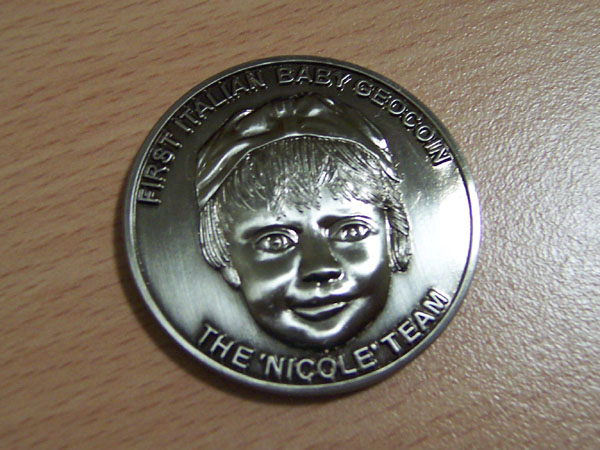 FIRST ITALIAN BABY GEOCOIN
THE 'NICOLE' TEAM